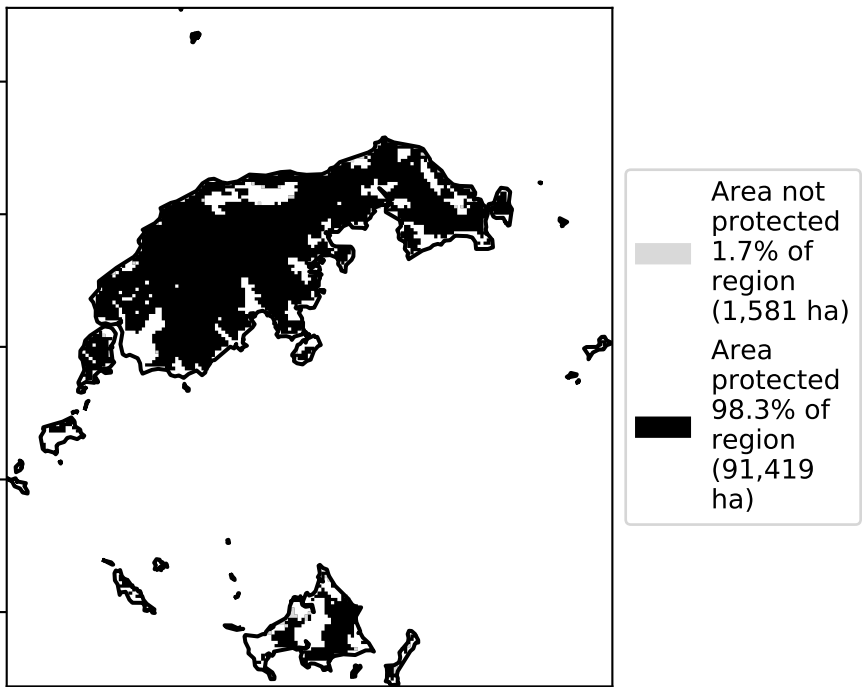 Area not
protected
1.7% of
region
(1,581 ha)
Area
protected
98.3% of
region
(91,419
ha)